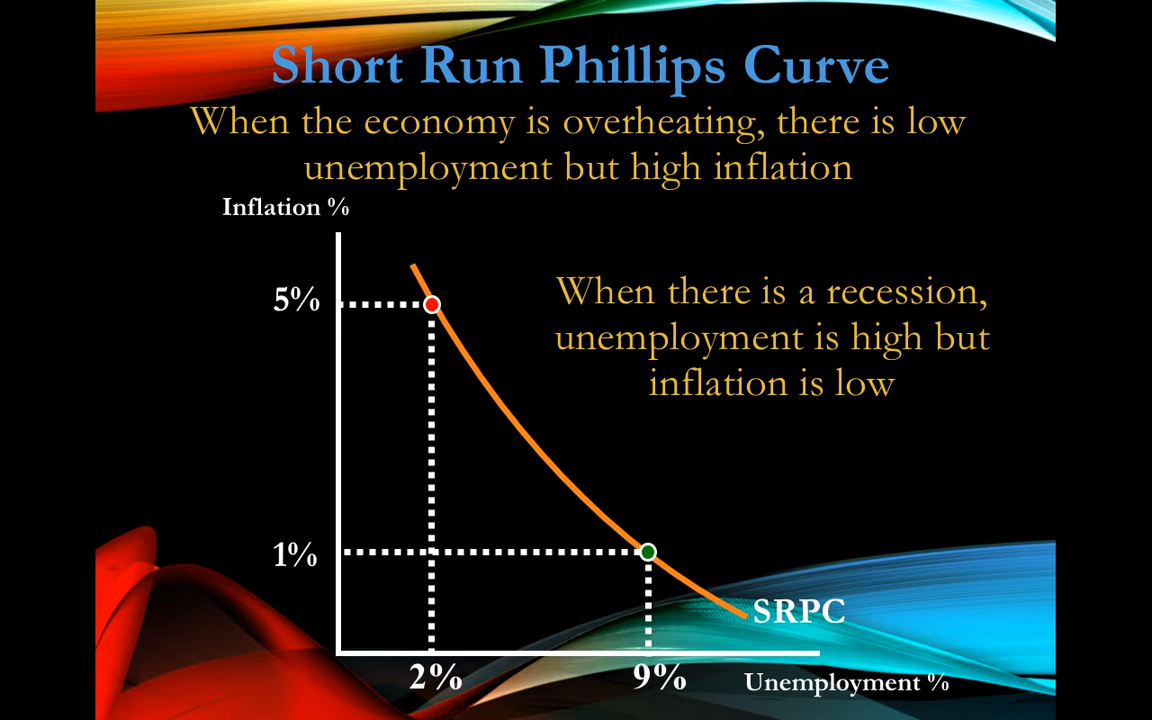 Short Run Phillips Curve
When the economy is overheating, there is low
unemployment but high inflation
Inflation %
5%
When there is a recession,
unemployment is high but
inflation is low
1%
SRPC
2%
9%
Unemployment %